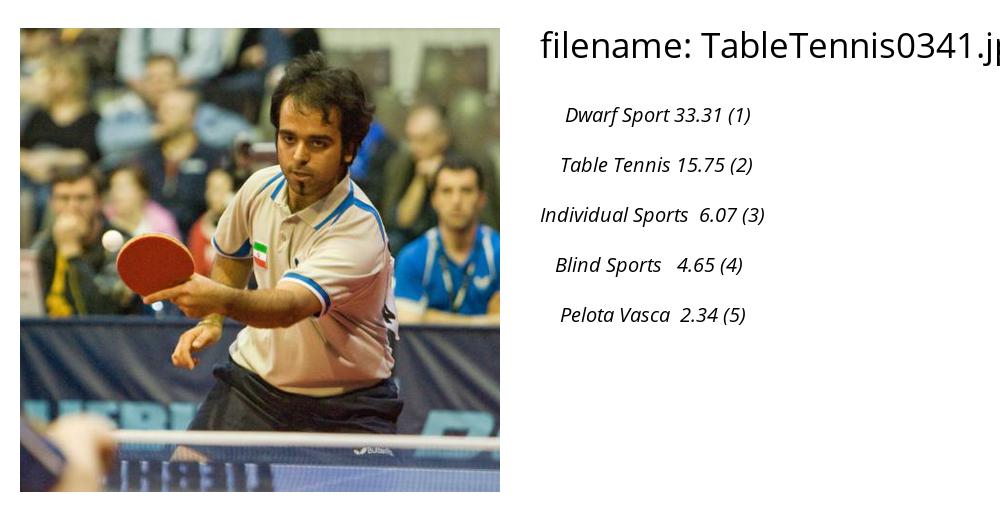 filename: TableTennis0341.j
Dwarf Sport 33.31 (1)
Table Tennis 15.75 (2)
Individual Sports 6.07 (3)
Blind Sports 4.65 (4)
Pelota Vasca 2.34 (5)
Butterfly